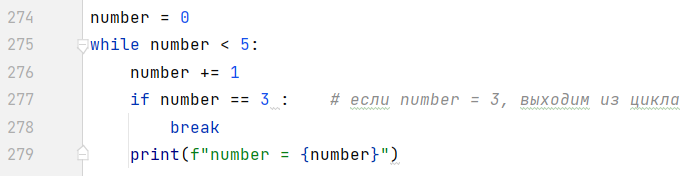 274 number = 0
275 while number < 5:
276     number += 1
277     if number == 3 :    # если number = 3, выходим из цикла
278         break
279     print(f"number = {number}")